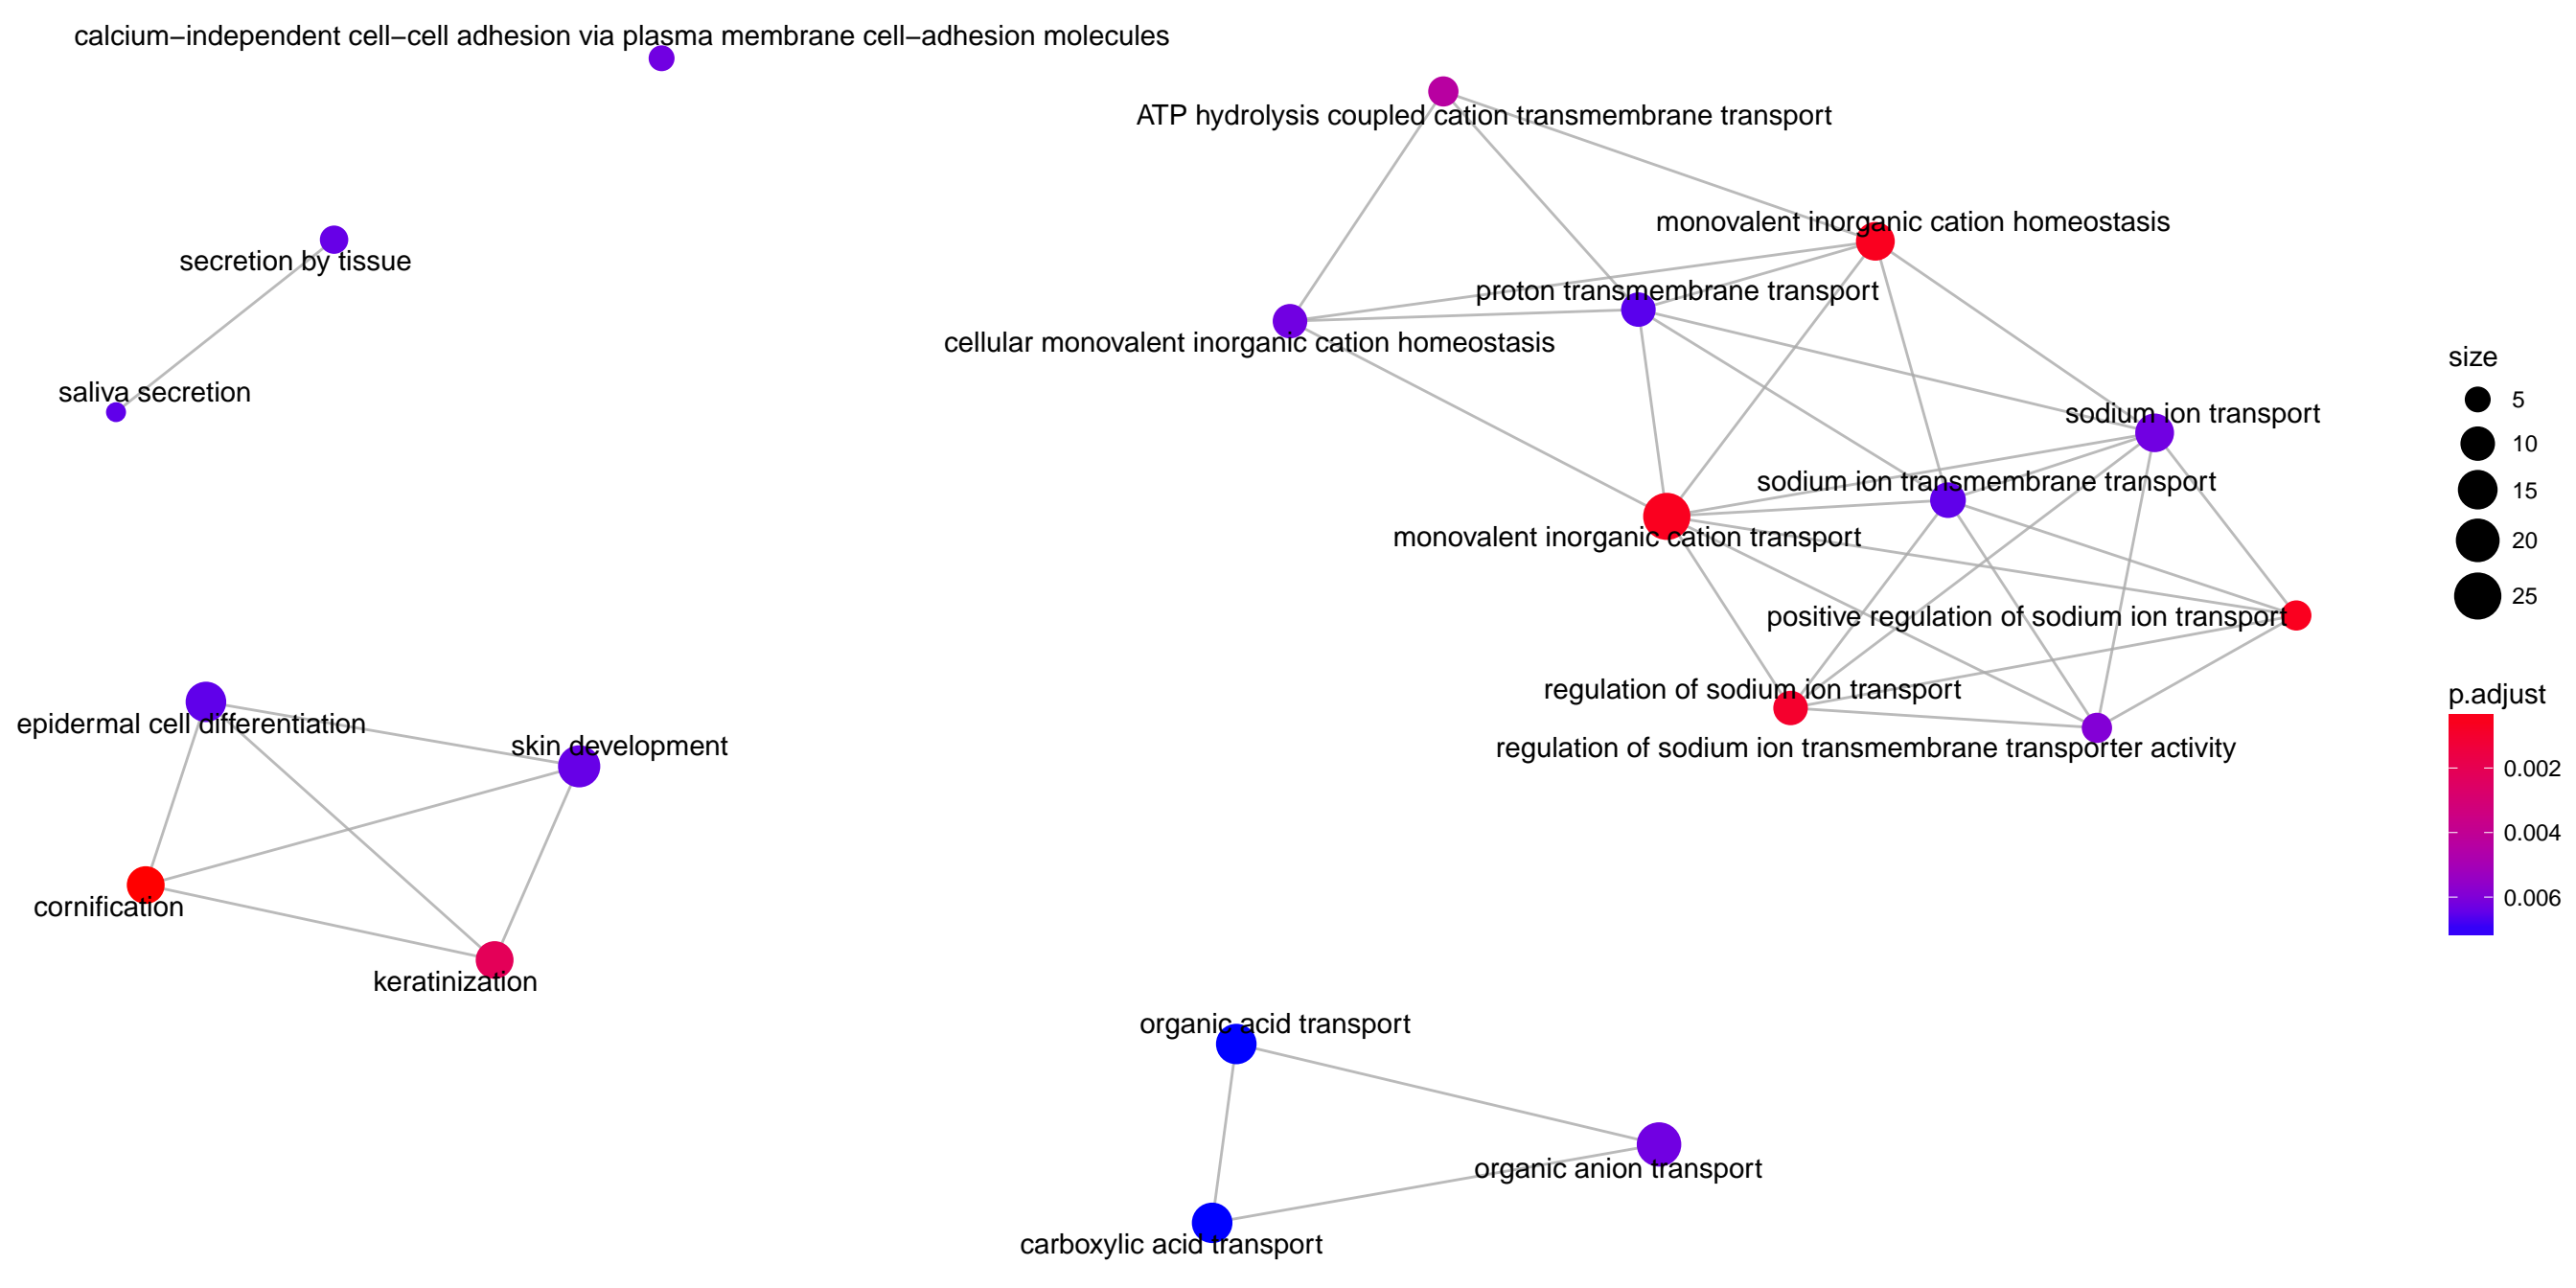 calcium−independent cell−cell adhesion via plasma membrane cell−adhesion molecules
ATP hydrolysis coupled cation transmembrane transport
monovalent inorganic cation homeostasis
secretion by tissue
proton transmembrane transport
cellular monovalent inorganic cation homeostasis
saliva secretion
sodium ion transport
sodium ion transmembrane transport
monovalent inorganic cation transport
positive regulation of sodium ion transport
regulation of sodium ion transport
regulation of sodium ion transmembrane transporter activity
epidermal cell differentiation
skin development
cornification
keratinization
organic acid transport
organic anion transport
carboxylic acid transport
size
5
10
15
20
25
p.adjust
0.002
0.004
0.006